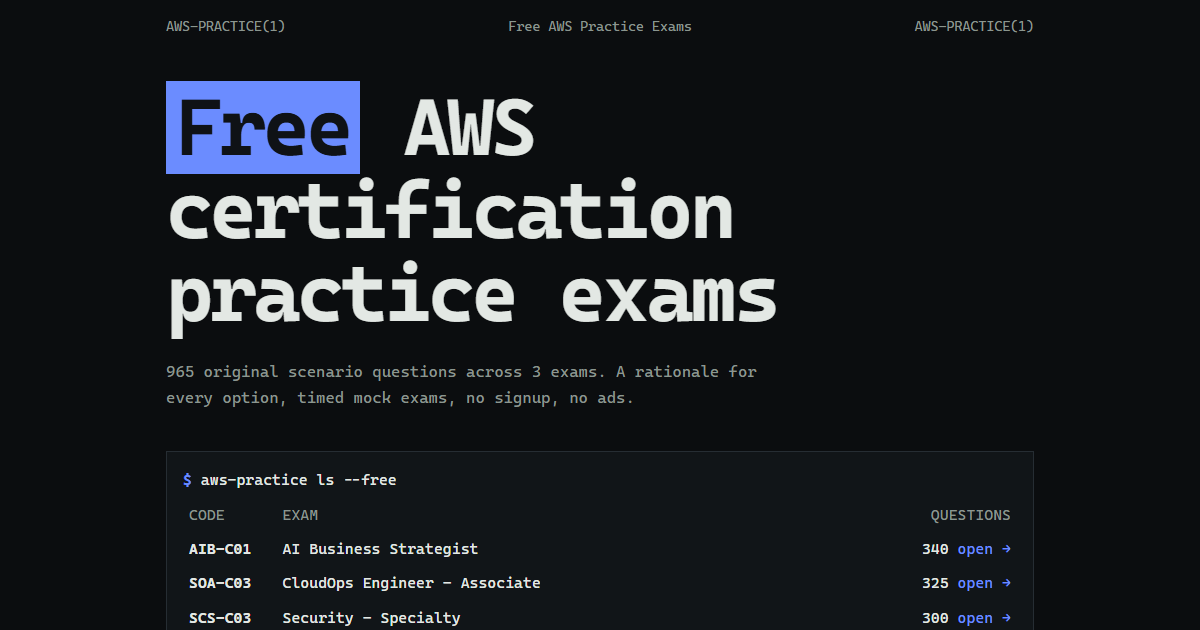 AWS-PRACTICE(1) Free AWS Practice Exams AWS-PRACTICE(1)
Free AWS
certification
practice exams
965 original scenario questions across 3 exams. A rationale for
every option, timed mock exams, no signup, no ads.
$ aws-practice ls --free
CODE EXAM QUESTIONS
AIB-C01 AI Business Strategist 340 open →
SOA-C03 CloudOps Engineer - Associate 325 open →
SCS-C03 Security - Specialty 300 open →